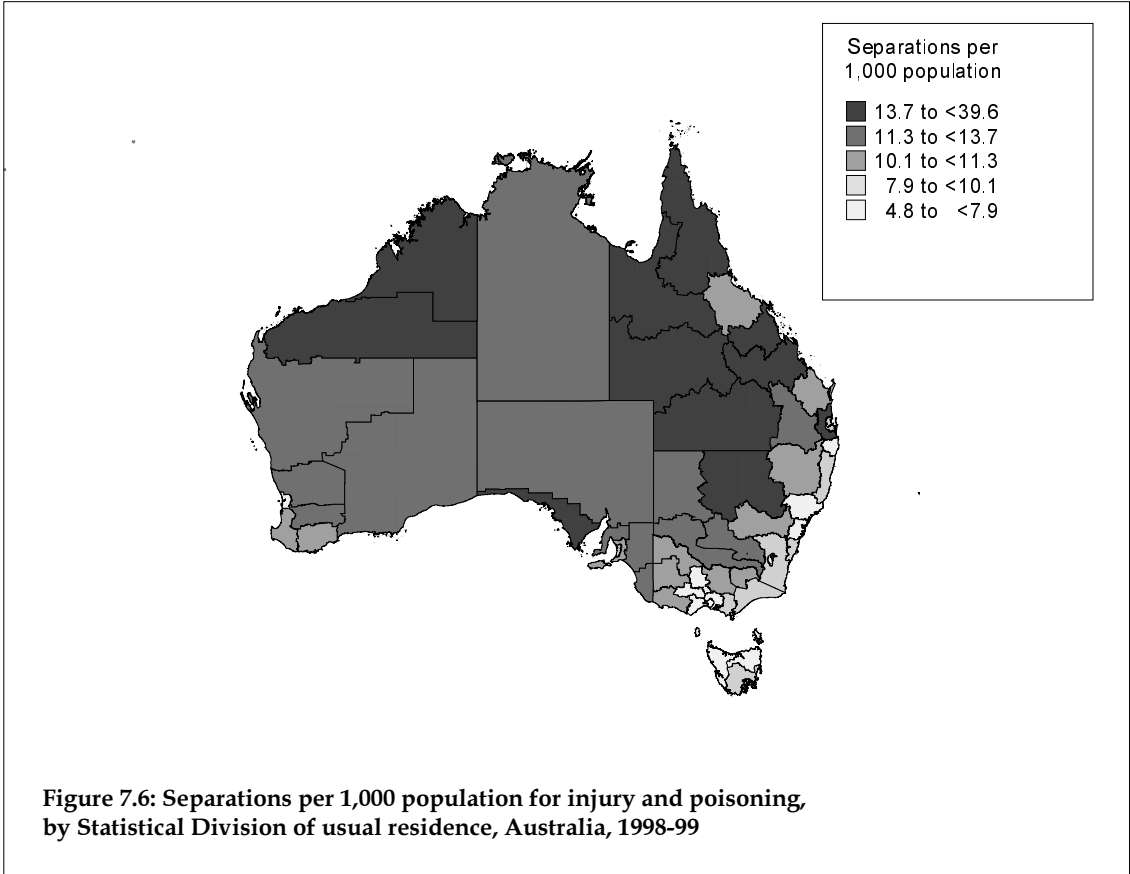 Separations per
1,000 population
13.7 to <39.6
11.3 to <13.7
10.1 to <11.3
7.9 to <10.1
4.8 to <7.9
Figure 7.6: Separations per 1,000 population for injury and poisoning,
by Statistical Division of usual residence, Australia, 1998-99